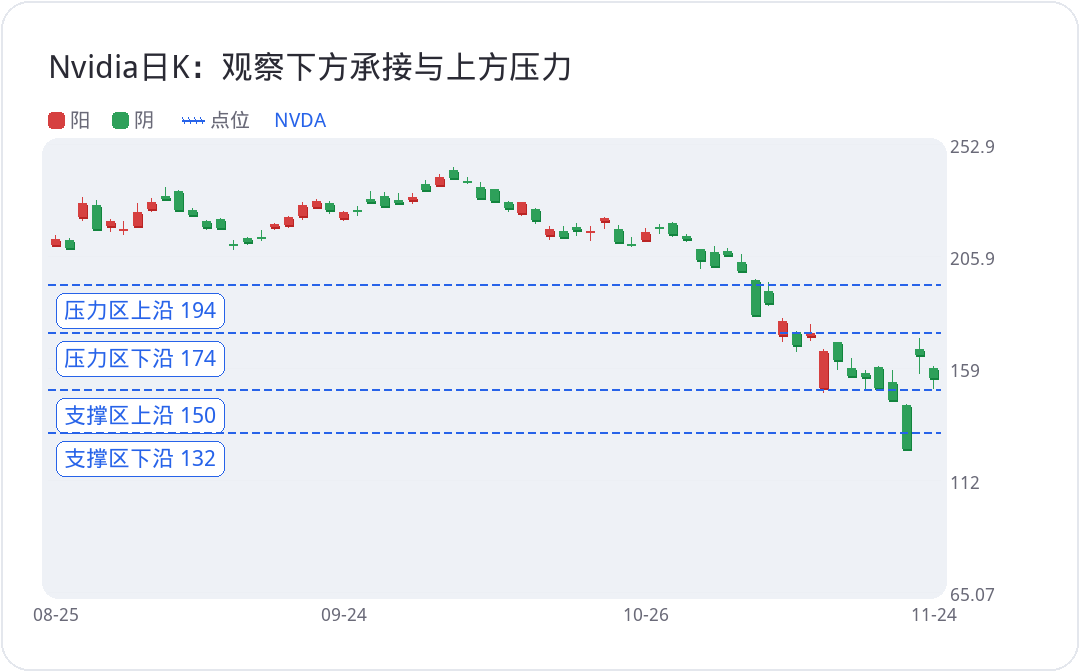 Nvidia日K：观察下方承接与上方压力
阳 阴 点位 NVDA
252.9
205.9
压力区上沿 194
压力区下沿 174
159
支撑区上沿 150
支撑区下沿 132
112
65.07
08-25 09-24 10-26 11-24